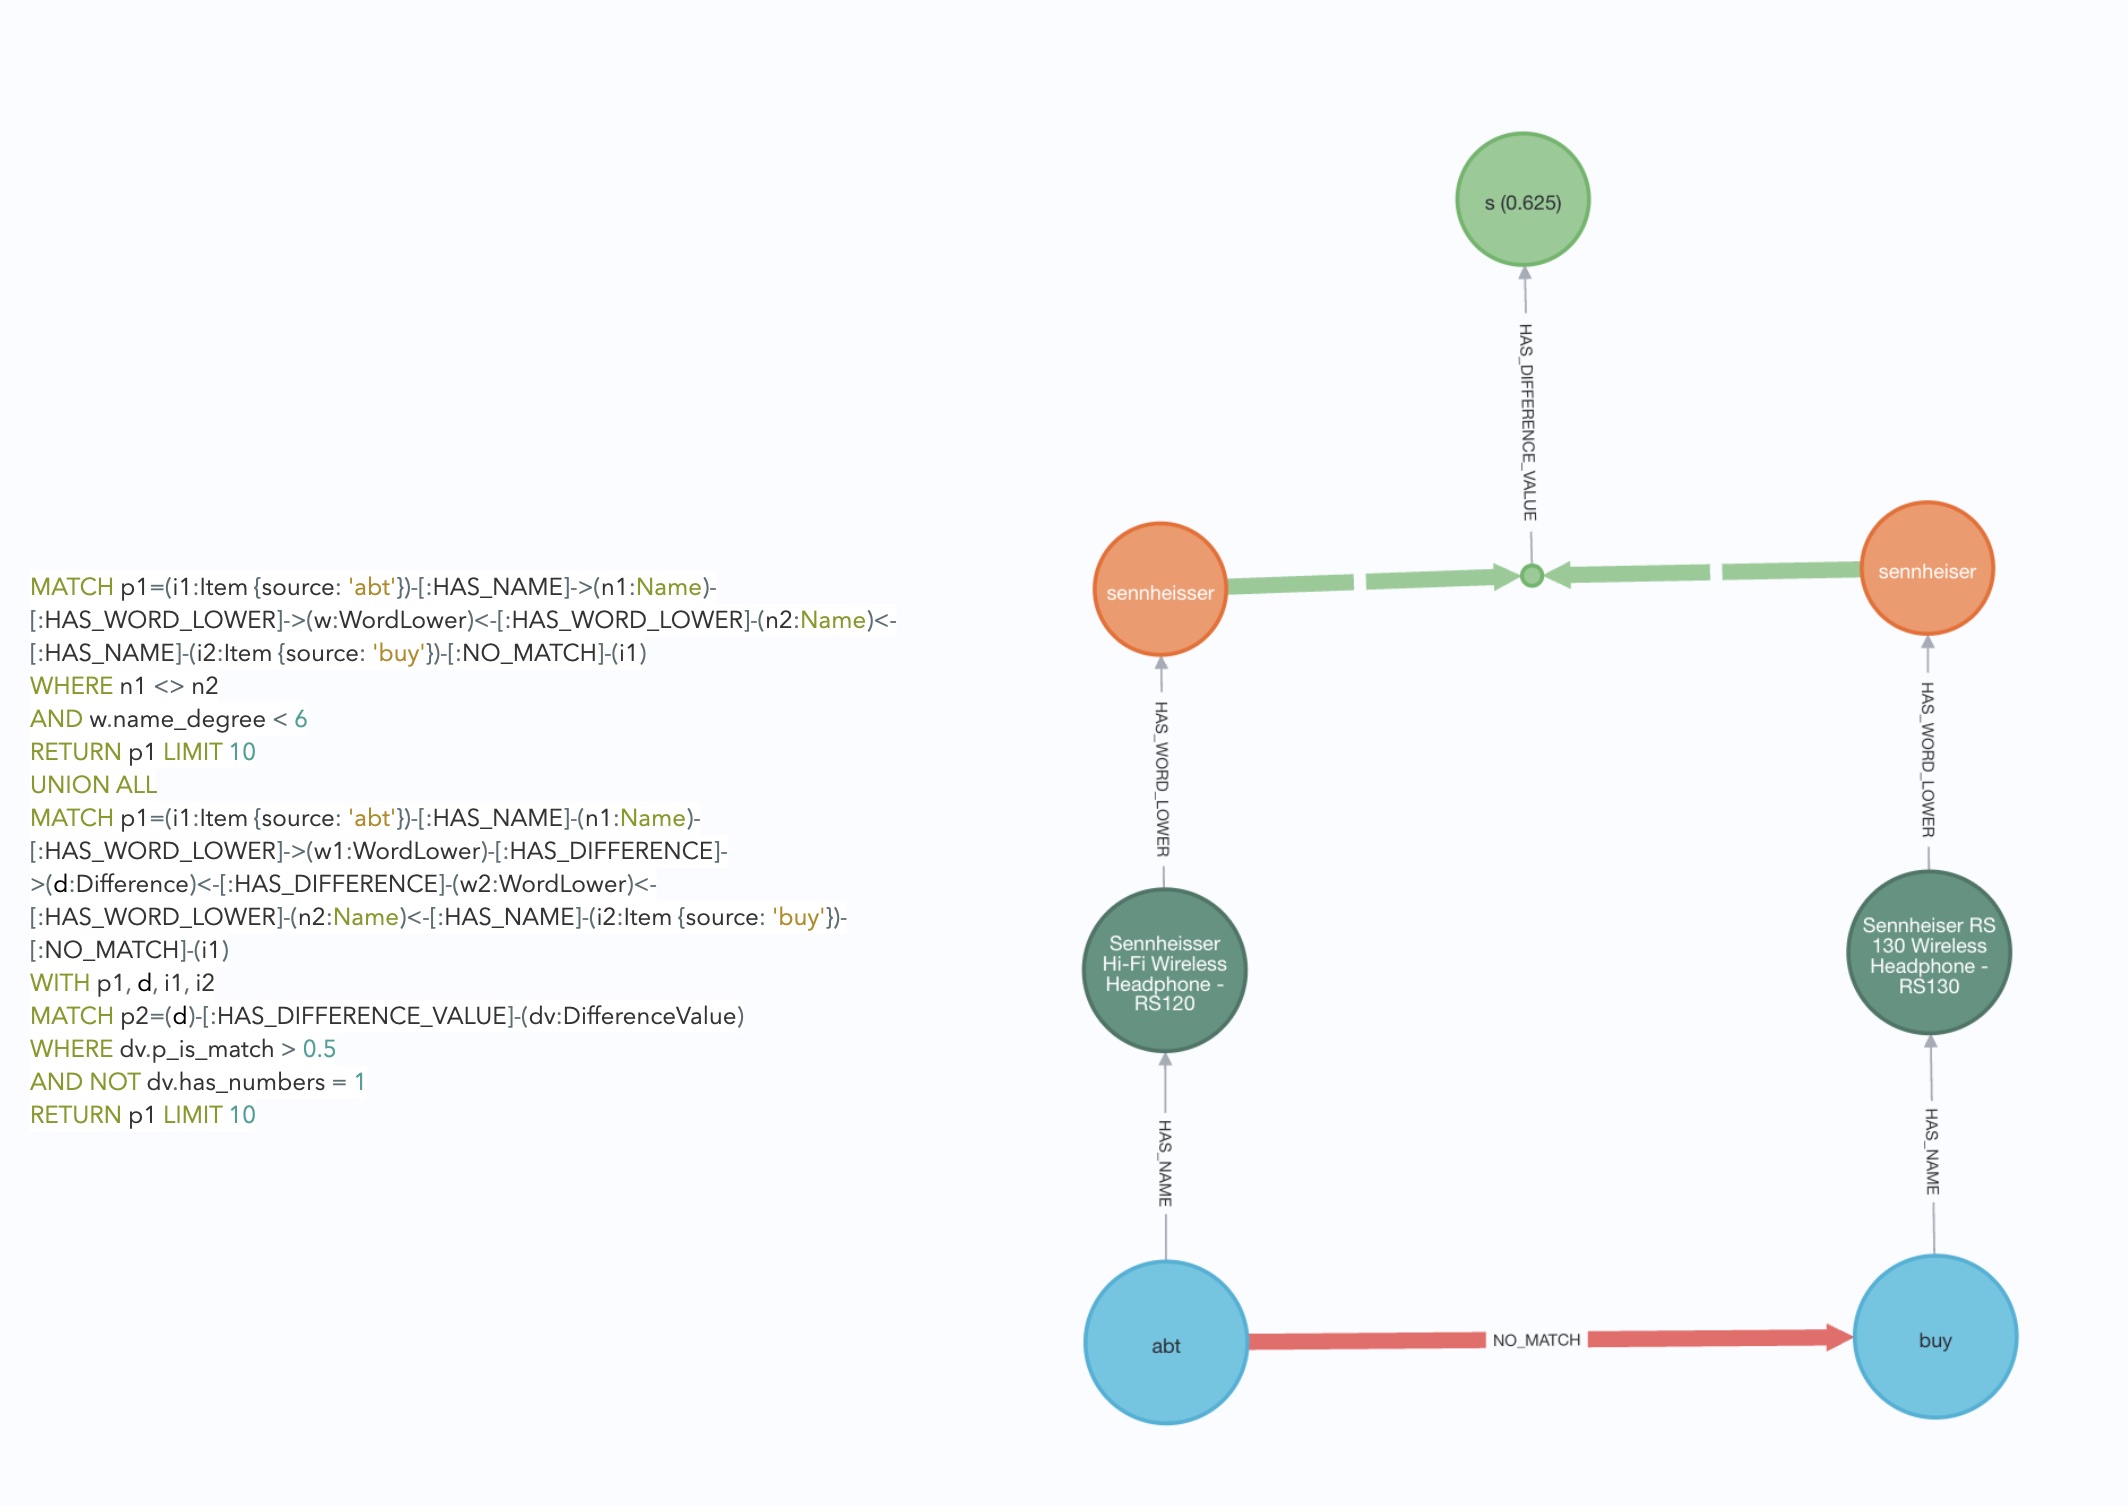 MATCH p1=(i1:Item {source: 'abt'})-[:HAS_NAME]->(n1:Name)-
[:HAS_WORD_LOWER]->(w:WordLower)<-[:HAS_WORD_LOWER]-(n2:Name)<-
[:HAS_NAME]-(i2:Item {source: 'buy'})-[:NO_MATCH]-(i1)
WHERE n1 <> n2
AND w.name_degree < 6
RETURN p1 LIMIT 10
UNION ALL
MATCH p1=(i1:Item {source: 'abt'})-[:HAS_NAME]-(n1:Name)-
[:HAS_WORD_LOWER]->(w1:WordLower)-[:HAS_DIFFERENCE]-
>(d:Difference)<-[:HAS_DIFFERENCE]-(w2:WordLower)<-
[:HAS_WORD_LOWER]-(n2:Name)<-[:HAS_NAME]-(i2:Item {source: 'buy'})-
[:NO_MATCH]-(i1)
WITH p1, d, i1, i2
MATCH p2=(d)-[:HAS_DIFFERENCE_VALUE]-(dv:DifferenceValue)
WHERE dv.p_is_match > 0.5
AND NOT dv.has_numbers = 1
RETURN p1 LIMIT 10
s (0.625)
HAS_DIFFERENCE_VALUE
sennheisser
sennheiser
HAS_WORD_LOWER
HAS_WORD_LOWER
Sennheisser
Hi-Fi Wireless
Headphone -
RS120
Sennheiser RS
130 Wireless
Headphone -
RS130
HAS_NAME
HAS_NAME
abt
NO_MATCH
buy